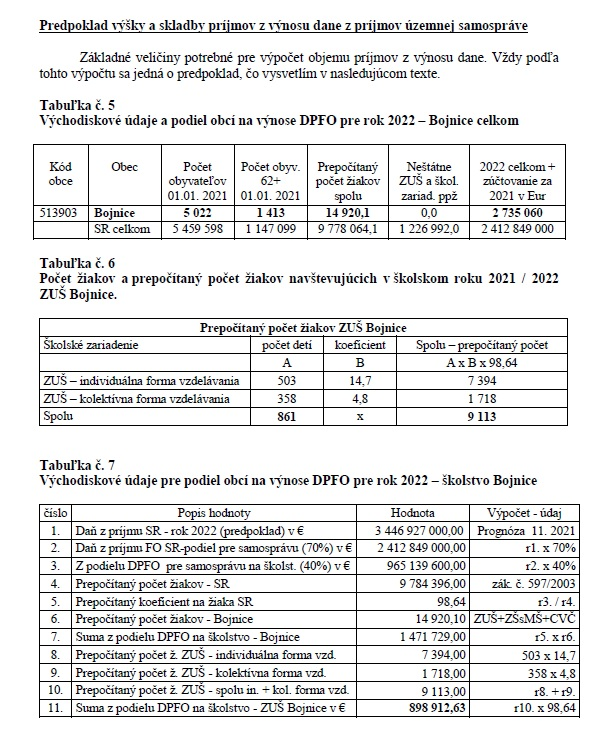 Predpoklad výšky a skladby príjmov z výnosu dane z príjmov územnej samospráve
Základné veličiny potrebné pre výpočet objemu príjmov z výnosu dane. Vždy podľa
tohto výpočtu sa jedná o predpoklad, čo vysvetlím v nasledujúcom texte.
Tabuľka č. 5
Východiskové údaje a podiel obcí na výnose DPFO pre rok 2022 – Bojnice celkom
Kód obce | Obec | Počet obyvateľov 01.01. 2021 | Počet obyv. 62+ 01.01. 2021 | Prepočítaný počet žiakov spolu | Neštátne ZUŠ a škol. zariad. ppž | 2022 celkom + zúčtovanie za 2021 v Eur
513903 | Bojnice | 5 022 | 1 413 | 14 920,1 | 0,0 | 2 735 060
SR celkom | 5 459 598 | 1 147 099 | 9 778 064,1 | 1 226 992,0 | 2 412 849 000
Tabuľka č. 6
Počet žiakov a prepočítaný počet žiakov navštevujúcich v školskom roku 2021 / 2022
ZUŠ Bojnice.
Prepočítaný počet žiakov ZUŠ Bojnice
Školské zariadenie | počet detí | koeficient | Spolu – prepočítaný počet
A | B | A x B x 98,64
ZUŠ – individuálna forma vzdelávania | 503 | 14,7 | 7 394
ZUŠ – kolektívna forma vzdelávania | 358 | 4,8 | 1 718
Spolu | 861 | x | 9 113
Tabuľka č. 7
Východiskové údaje pre podiel obcí na výnose DPFO pre rok 2022 – školstvo Bojnice
číslo | Popis hodnoty | Hodnota | Výpočet - údaj
1. | Daň z príjmu SR - rok 2022 (predpoklad) v € | 3 446 927 000,00 | Prognóza 11. 2021
2. | Daň z príjmu FO SR-podiel pre samosprávu (70%) v € | 2 412 849 000,00 | r1. x 70%
3. | Z podielu DPFO pre samosprávu na školst. (40%) v € | 965 139 600,00 | r2. x 40%
4. | Prepočítaný počet žiakov - SR | 9 784 396,00 | zák. č. 597/2003
5. | Prepočítaný koeficient na žiaka SR | 98,64 | r3. / r4.
6. | Prepočítaný počet žiakov - Bojnice | 14 920,10 | ZUŠ+ZŠsMŠ+CVČ
7. | Suma z podielu DPFO na školstvo - Bojnice | 1 471 729,00 | r5. x r6.
8. | Prepočítaný počet ž. ZUŠ - individuálna forma vzd. | 7 394,00 | 503 x 14,7
9. | Prepočítaný počet ž. ZUŠ - kolektívna forma vzd. | 1 718,00 | 358 x 4,8
10. | Prepočítaný počet ž. ZUŠ - spolu in. + kol. forma vzd. | 9 113,00 | r8. + r9.
11. | Suma z podielu DPFO na školstvo - ZUŠ Bojnice v € | 898 912,63 | r10. x 98,64